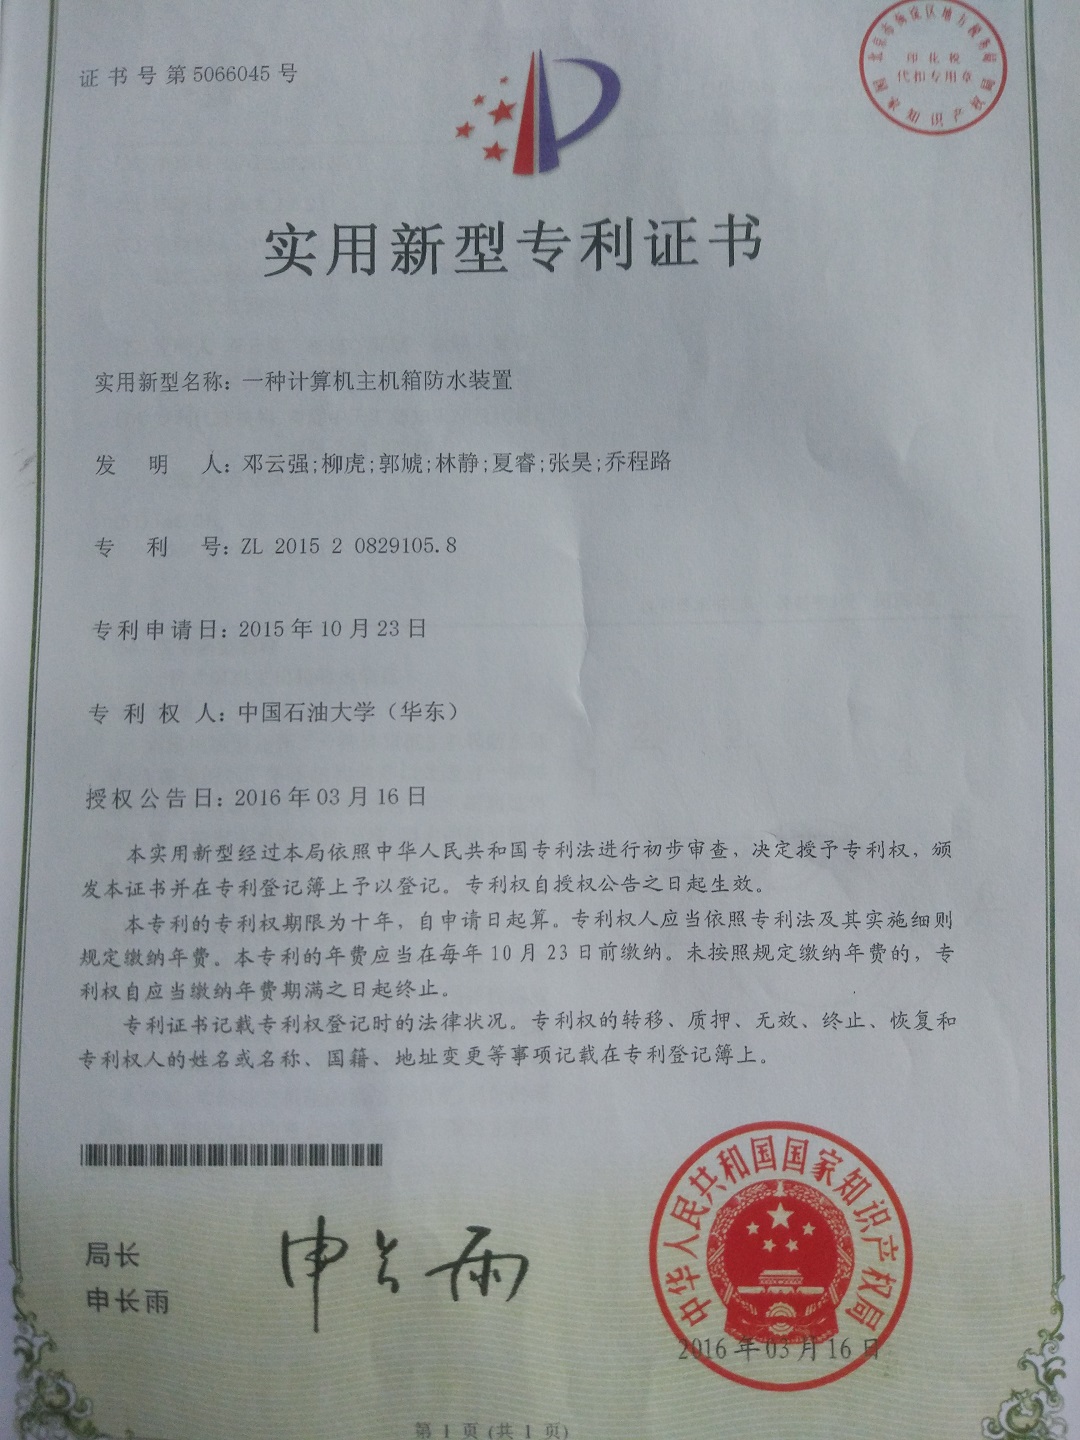 证书号第5066045号
北京市海淀区地方税务局
印花税
代扣专用章
国家知识产权局
实用新型专利证书
实用新型名称：一种计算机主机箱防水装置
发明人：邓云强;柳虎;郭虓;林静;夏睿;张昊;乔程路
专利号：ZL 2015 2 0829105.8
专利申请日：2015年10月23日
专利权人：中国石油大学（华东）
授权公告日：2016年03月16日
本实用新型经过本局依照中华人民共和国专利法进行初步审查，决定授予专利权，颁
发本证书并在专利登记簿上予以登记。专利权自授权公告之日起生效。
本专利的专利权期限为十年，自申请日起算。专利权人应当依照专利法及其实施细则
规定缴纳年费。本专利的年费应当在每年10月23日前缴纳。未按照规定缴纳年费的，专
利权自应当缴纳年费期满之日起终止。
专利证书记载专利权登记时的法律状况。专利权的转移、质押、无效、终止、恢复和
专利权人的姓名或名称、国籍、地址变更等事项记载在专利登记簿上。
局长
申长雨
申长雨
中华人民共和国国家知识产权局
2016年03月16日
第1页(共1页)